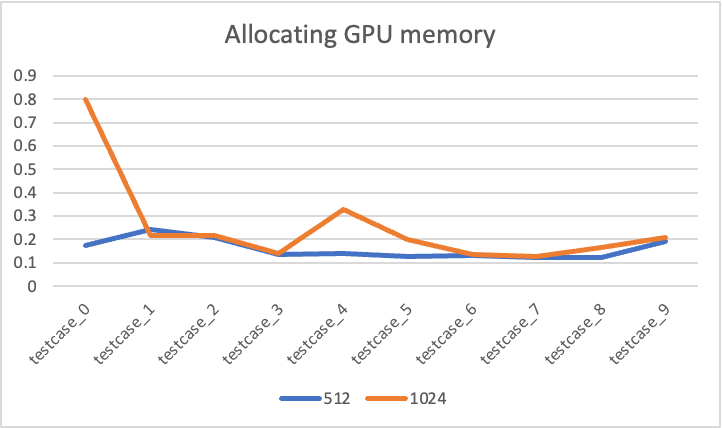 Allocating GPU memory
0.9
0.8
0.7
0.6
0.5
0.4
0.3
0.2
0.1
0
testcase_0
testcase_1
testcase_2
testcase_3
testcase_4
testcase_5
testcase_6
testcase_7
testcase_8
testcase_9
512 1024